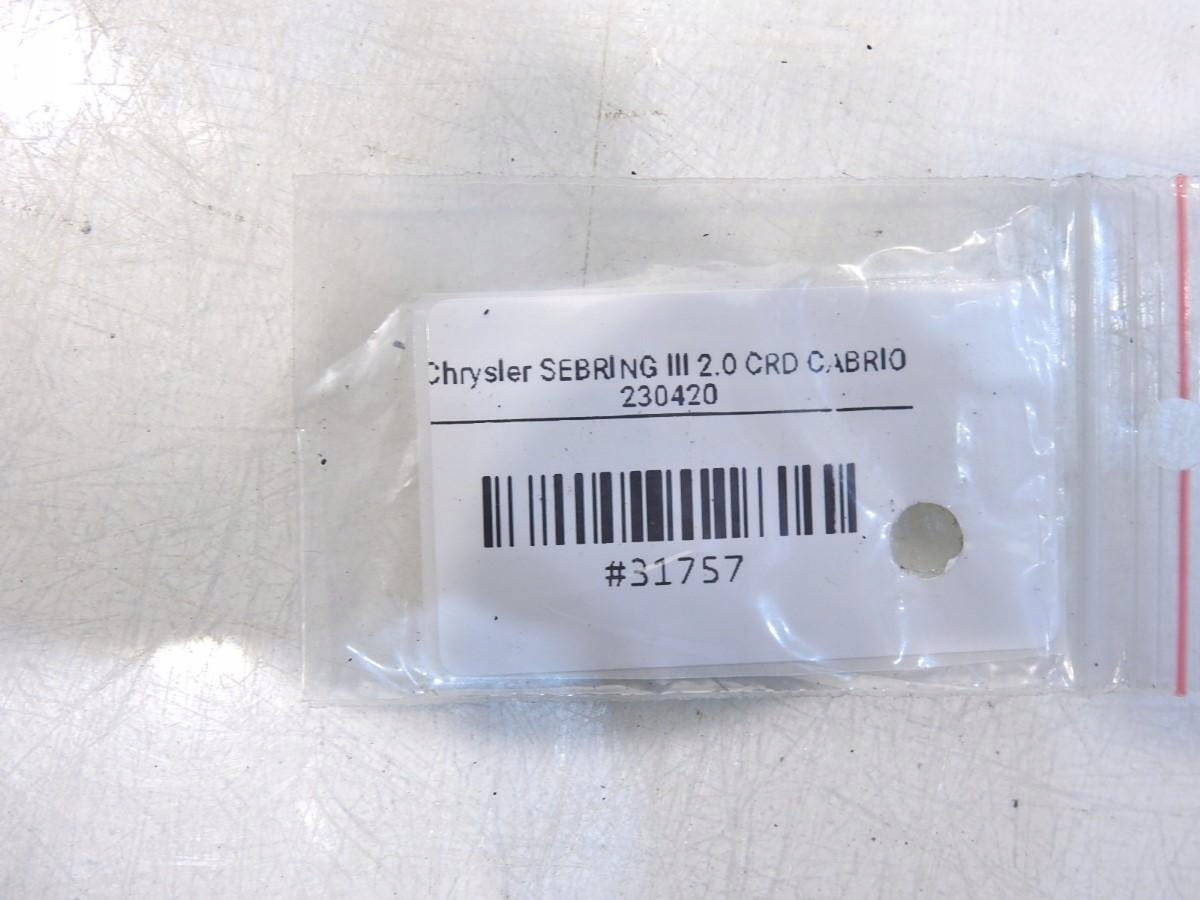 Chrysler SEBRING III 2.0 CRD CABRIO
230420
#31757